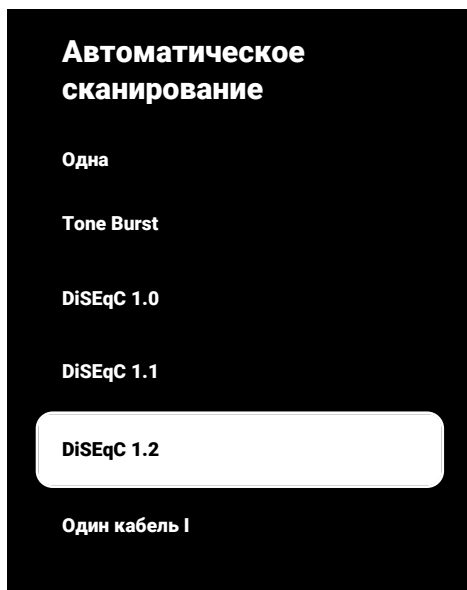 Автоматическое
сканирование
Одна
Tone Burst
DiSEqC 1.0
DiSEqC 1.1
DiSEqC 1.2
Один кабель I